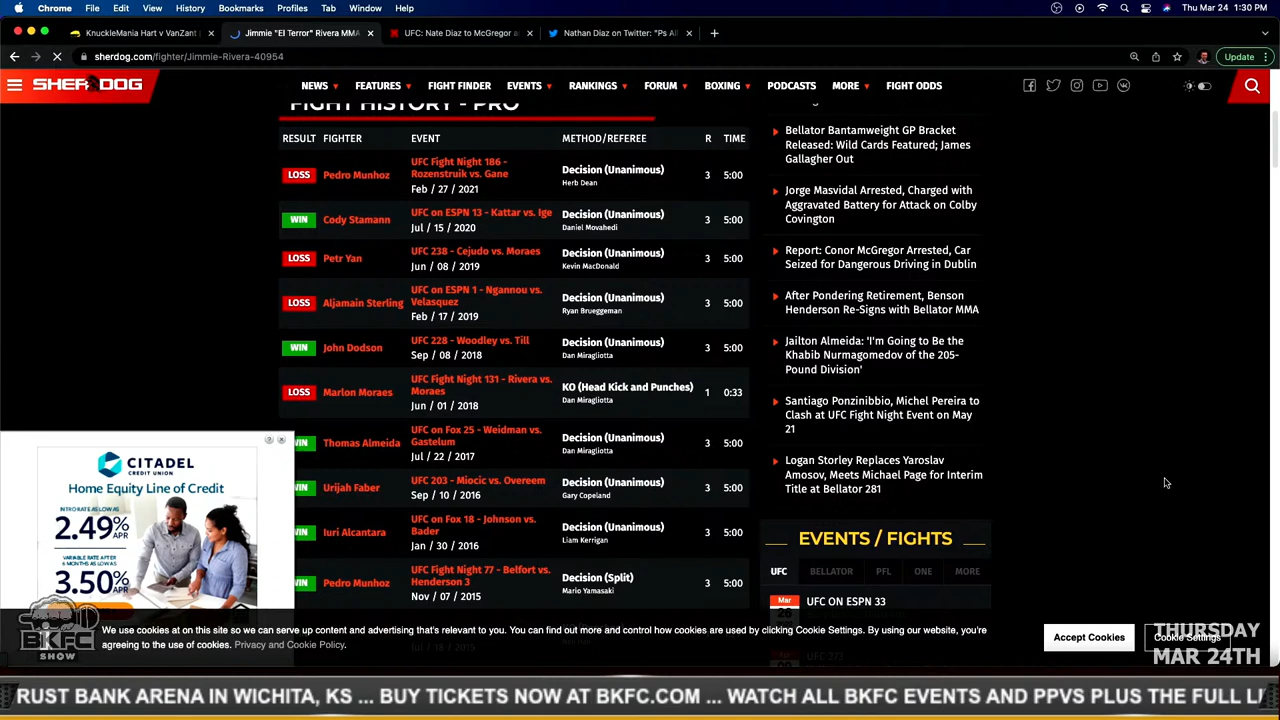 Chrome File Edit View History Bookmarks Profiles Tab Window Help Thu Mar 24 1:30 PM
KnuckleMania Hart v VanZant Jimmie "El Terror" Rivera MMA UFC: Nate Diaz to McGregor a Nathan Diaz on Twitter: "Ps All
sherdog.com/fighter/Jimmie-Rivera-40954 Update
SHERDOG NEWS FEATURES FIGHT FINDER EVENTS RANKINGS FORUM BOXING PODCASTS MORE FIGHT ODDS
FIGHT HISTORY - PRO
RESULT FIGHTER EVENT METHOD/REFEREE R TIME
LOSS Pedro Munhoz UFC Fight Night 186 - Rozenstruik vs. Gane Feb / 27 / 2021 Decision (Unanimous) Herb Dean 3 5:00
WIN Cody Stamann UFC on ESPN 13 - Kattar vs. Ige Jul / 15 / 2020 Decision (Unanimous) Daniel Movahedi 3 5:00
LOSS Petr Yan UFC 238 - Cejudo vs. Moraes Jun / 08 / 2019 Decision (Unanimous) Kevin MacDonald 3 5:00
LOSS Aljamain Sterling UFC on ESPN 1 - Ngannou vs. Velasquez Feb / 17 / 2019 Decision (Unanimous) Ryan Brueggeman 3 5:00
WIN John Dodson UFC 228 - Woodley vs. Till Sep / 08 / 2018 Decision (Unanimous) Dan Miragliotta 3 5:00
LOSS Marlon Moraes UFC Fight Night 131 - Rivera vs. Moraes Jun / 01 / 2018 KO (Head Kick and Punches) Dan Miragliotta 1 0:33
WIN Thomas Almeida UFC on Fox 25 - Weidman vs. Gastelum Jul / 22 / 2017 Decision (Unanimous) Dan Miragliotta 3 5:00
WIN Urijah Faber UFC 203 - Miocic vs. Overeem Sep / 10 / 2016 Decision (Unanimous) Gary Copeland 3 5:00
WIN Iuri Alcantara UFC on Fox 18 - Johnson vs. Bader Jan / 30 / 2016 Decision (Unanimous) Liam Kerrigan 3 5:00
WIN Pedro Munhoz UFC Fight Night 77 - Belfort vs. Henderson 3 Nov / 07 / 2015 Decision (Split) Mario Yamasaki 3 5:00
Bellator Bantamweight GP Bracket
Released: Wild Cards Featured; James
Gallagher Out
Jorge Masvidal Arrested, Charged with
Aggravated Battery for Attack on Colby
Covington
Report: Conor McGregor Arrested, Car
Seized for Dangerous Driving in Dublin
After Pondering Retirement, Benson
Henderson Re-Signs with Bellator MMA
Jailton Almeida: 'I'm Going to Be the
Khabib Nurmagomedov of the 205-
Pound Division'
Santiago Ponzinibbio, Michel Pereira to
Clash at UFC Fight Night Event on May
21
Logan Storley Replaces Yaroslav
Amosov, Meets Michael Page for Interim
Title at Bellator 281
EVENTS / FIGHTS
UFC BELLATOR PFL ONE MORE
Mar UFC ON ESPN 33
CITADEL
CREDIT UNION
Home Equity Line of Credit
INTRO RATE AS LOW AS
2.49% APR
VARIABLE RATE AFTER
6 MONTHS AS LOW AS
3.50% APR
BKFC
SHOW
We use cookies at on this site so we can serve up content and advertising that's relevant to you. You can find out more and control how cookies are used by clicking Cookie Settings. By using our website, you're
agreeing to the use of cookies. Privacy and Cookie Policy.
Accept Cookies Cookie Settings
THURSDAY
MAR 24TH
RUST BANK ARENA IN WICHITA, KS ... BUY TICKETS NOW AT BKFC.COM ... WATCH ALL BKFC EVENTS AND PPVS PLUS THE FULL LI